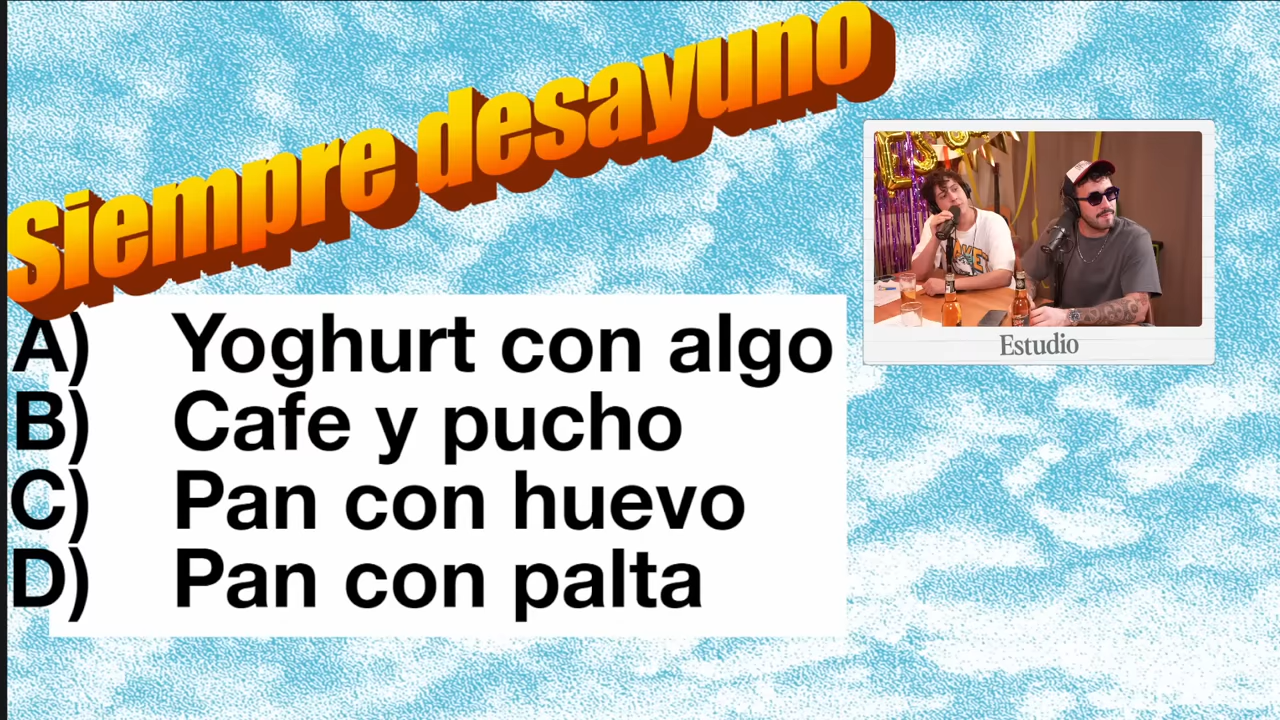 Siempre desayuno
A) Yoghurt con algo
B) Cafe y pucho
C) Pan con huevo
D) Pan con palta
Estudio